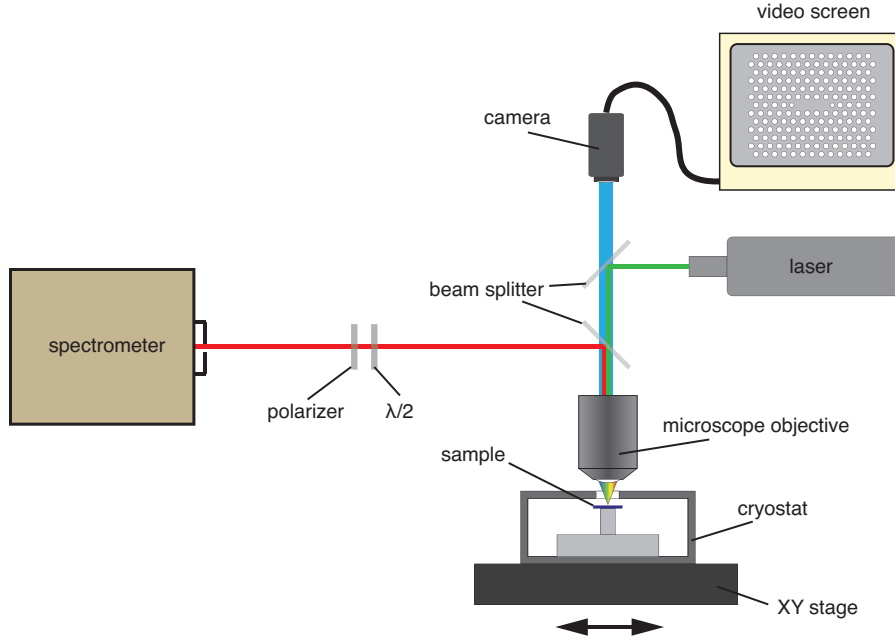 video screen
camera
laser
beam splitter
spectrometer
polarizer
λ/2
microscope objective
sample
cryostat
XY stage